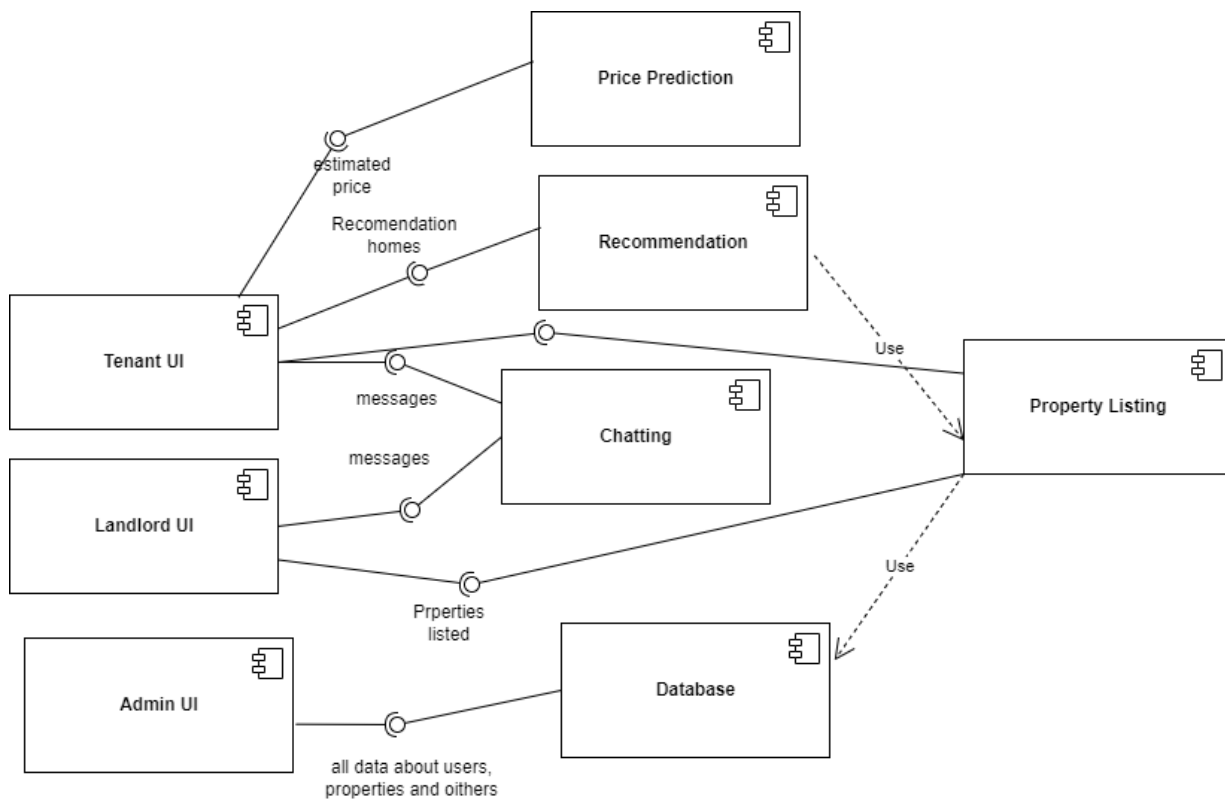 Price Prediction
estimated
price
Recomendation
homes
Recommendation
Use
Tenant UI
Property Listing
messages
Chatting
messages
Landlord UI
Use
Prperties
listed
Database
Admin UI
all data about users,
properties and oithers